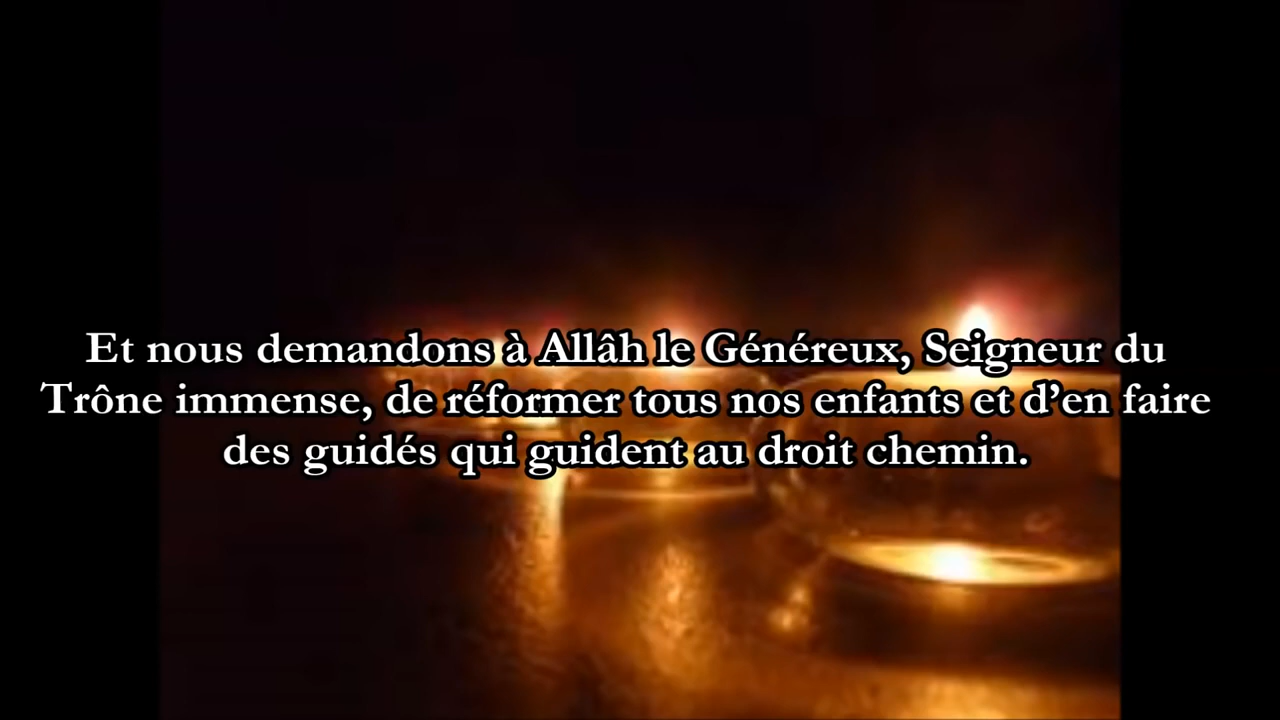 Et nous demandons à Allâh le Généreux, Seigneur du
Trône immense, de réformer tous nos enfants et d’en faire
des guidés qui guident au droit chemin.